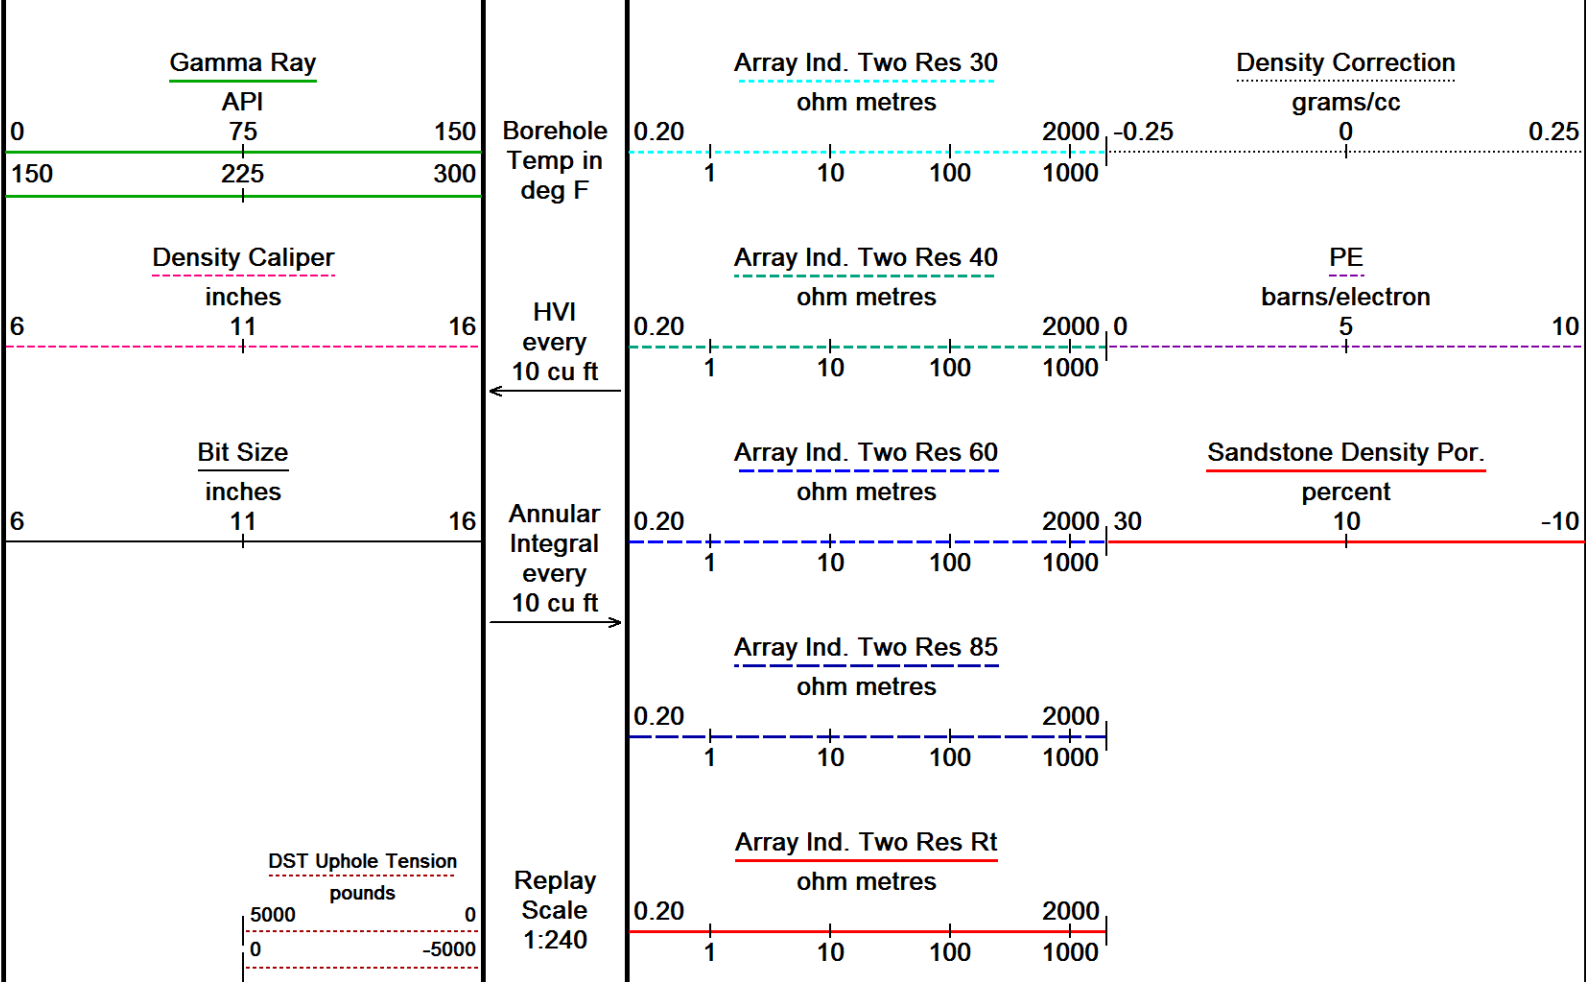 Gamma Ray
API
0 75 150
150 225 300
Density Caliper
inches
6 11 16
Bit Size
inches
6 11 16
DST Uphole Tension
pounds
5000 0
0 -5000
Borehole
Temp in
deg F
HVI
every
10 cu ft
Annular
Integral
every
10 cu ft
Replay
Scale
1:240
Array Ind. Two Res 30
ohm metres
0.20 2000
1 10 100 1000
Array Ind. Two Res 40
ohm metres
0.20 2000
1 10 100 1000
Array Ind. Two Res 60
ohm metres
0.20 2000
1 10 100 1000
Array Ind. Two Res 85
ohm metres
0.20 2000
1 10 100 1000
Array Ind. Two Res Rt
ohm metres
0.20 2000
1 10 100 1000
Density Correction
grams/cc
-0.25 0 0.25
PE
barns/electron
0 5 10
Sandstone Density Por.
percent
30 10 -10